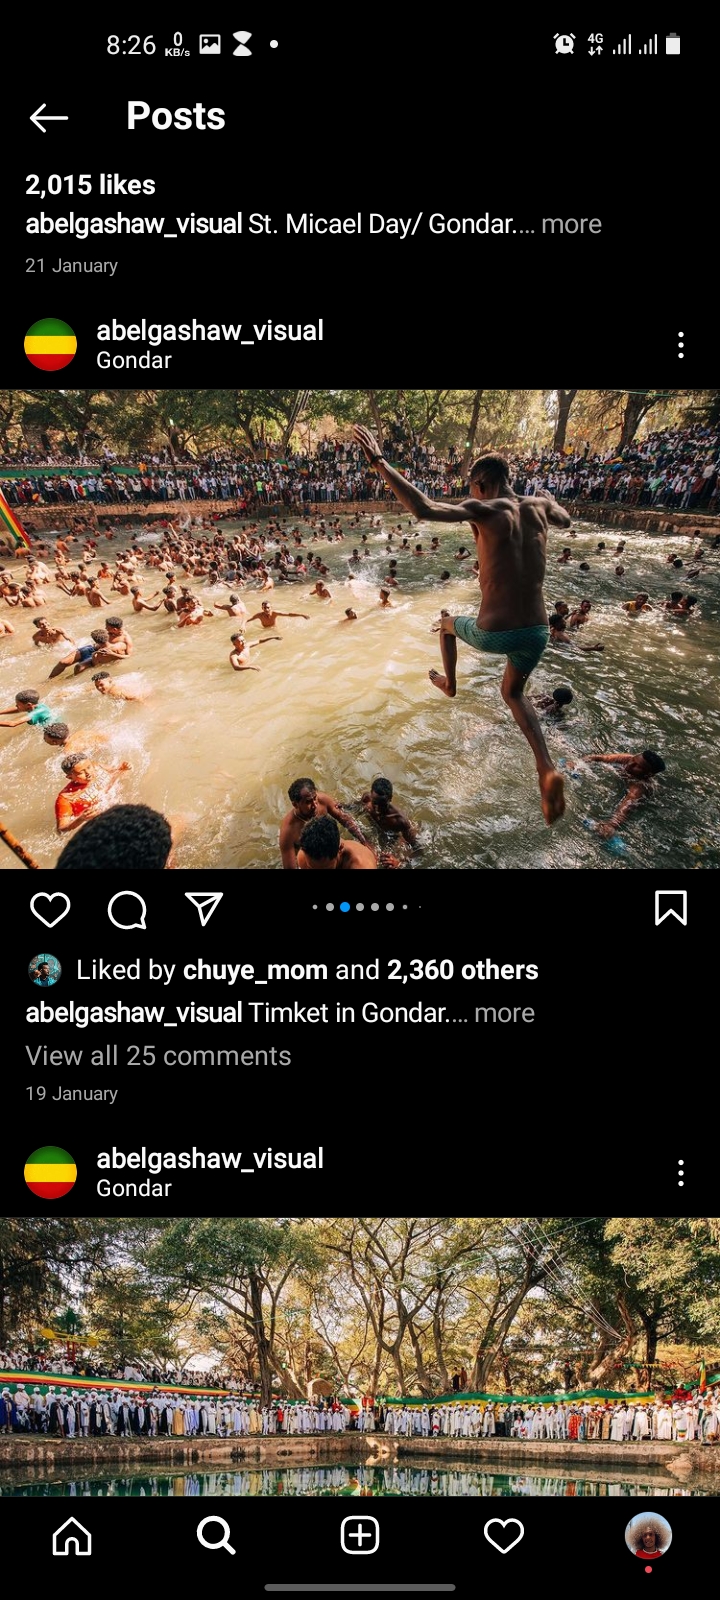 8:26 0 KB/s 4G
Posts
2,015 likes
abelgashaw_visual St. Micael Day/ Gondar.... more
21 January
abelgashaw_visual
Gondar
Liked by chuye_mom and 2,360 others
abelgashaw_visual Timket in Gondar.... more
View all 25 comments
19 January
abelgashaw_visual
Gondar